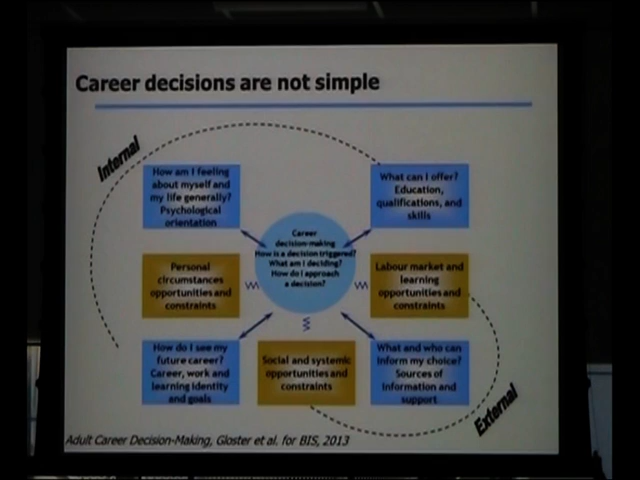 Career decisions are not simple
Internal
How am I feeling
about myself and
my life generally?
Psychological
orientation
What can I offer?
Education,
qualifications, and
skills
Career
decision-making
How is a decision triggered?
What am I deciding?
How do I approach
a decision?
Personal
circumstances
opportunities and
constraints
Labour market and
learning
opportunities and
constraints
How do I see my
future career?
Career, work and
learning identity
and goals
Social and systemic
opportunities and
constraints
What and who can
inform my choice?
Sources of
information and
support
External
Adult Career Decision-Making, Gloster et al. for BIS, 2013